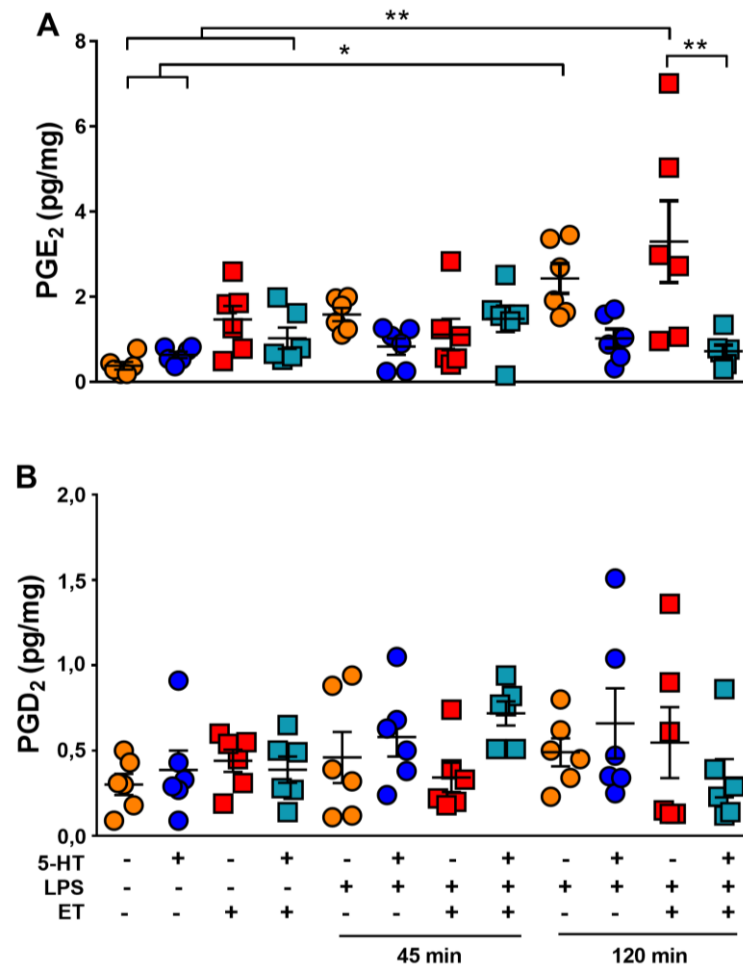 A
**
8
**
*
6
4
2
0
PGE2 (pg/mg)
B
2,0
1,5
1,0
0,5
0,0
PGD2 (pg/mg)
5-HT - + - + - + - + - + - +
LPS - - - - + + + + + + + +
ET - - + + - - + + - - + +
45 min 120 min